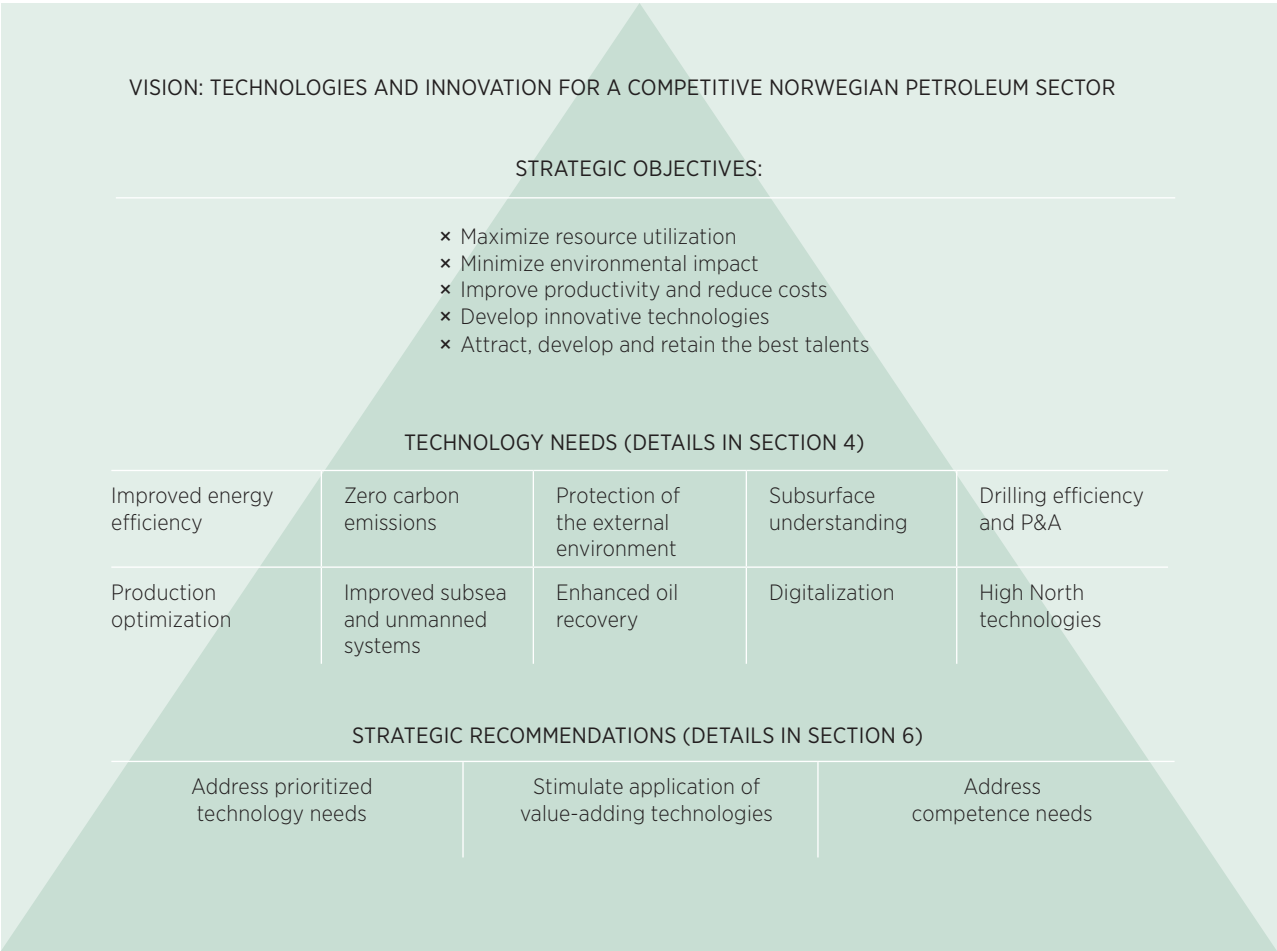 VISION: TECHNOLOGIES AND INNOVATION FOR A COMPETITIVE NORWEGIAN PETROLEUM SECTOR
STRATEGIC OBJECTIVES:
× Maximize resource utilization
× Minimize environmental impact
× Improve productivity and reduce costs
× Develop innovative technologies
× Attract, develop and retain the best talents
TECHNOLOGY NEEDS (DETAILS IN SECTION 4)
Improved energy
efficiency
Zero carbon
emissions
Protection of
the external
environment
Subsurface
understanding
Drilling efficiency
and P&A
Production
optimization
Improved subsea
and unmanned
systems
Enhanced oil
recovery
Digitalization
High North
technologies
STRATEGIC RECOMMENDATIONS (DETAILS IN SECTION 6)
Address prioritized
technology needs
Stimulate application of
value-adding technologies
Address
competence needs